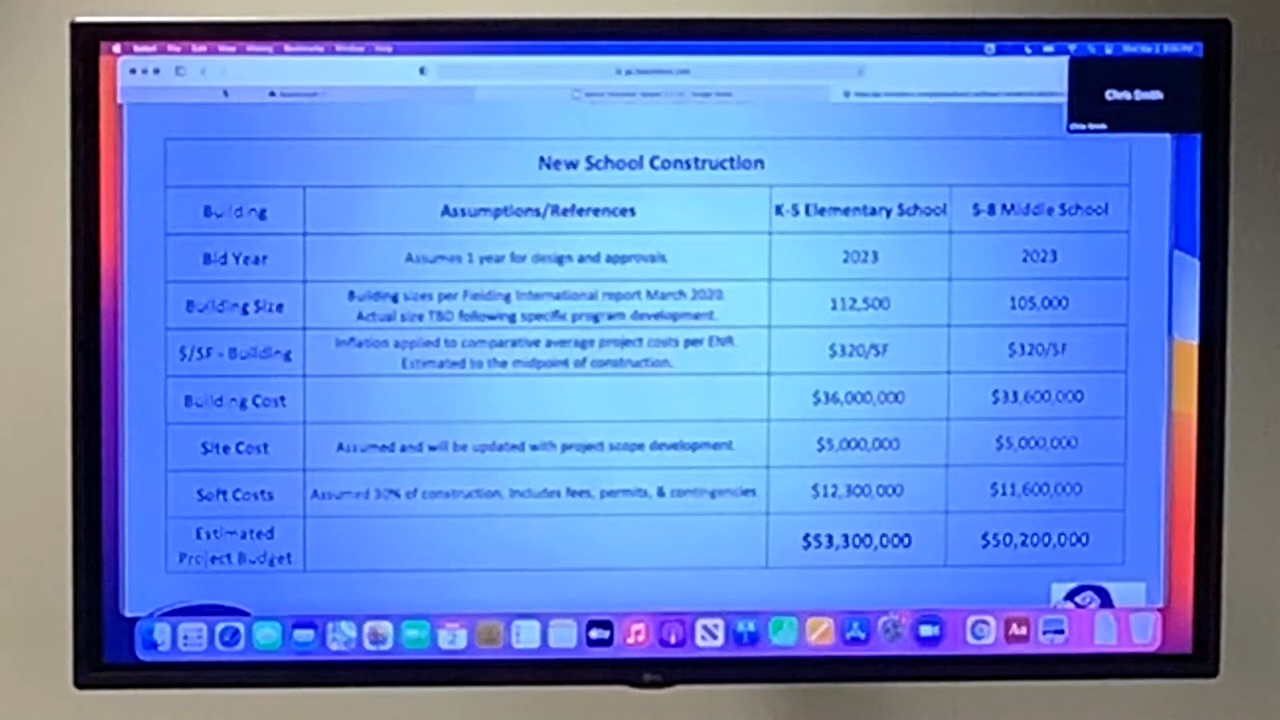 Chris Smith
Chris Smith
New School Construction
Building Assumptions/References K-5 Elementary School 5-8 Middle School
Bid Year Assumes 1 year for design and approvals 2023 2023
Building Size Building sizes per Fielding International report March 2020. 112,500 105,000
Actual size TBD following specific program development.
$/SF - Building Inflation applied to comparative average project costs per ENR. $320/SF $320/SF
Estimated to the midpoint of construction.
Building Cost $36,000,000 $33,600,000
Site Cost Assumed and will be updated with project scope development. $5,000,000 $5,000,000
Soft Costs Assumed 30% of construction. Includes fees, permits, & contingencies $12,300,000 $11,600,000
Estimated
Project Budget $53,300,000 $50,200,000
Aa